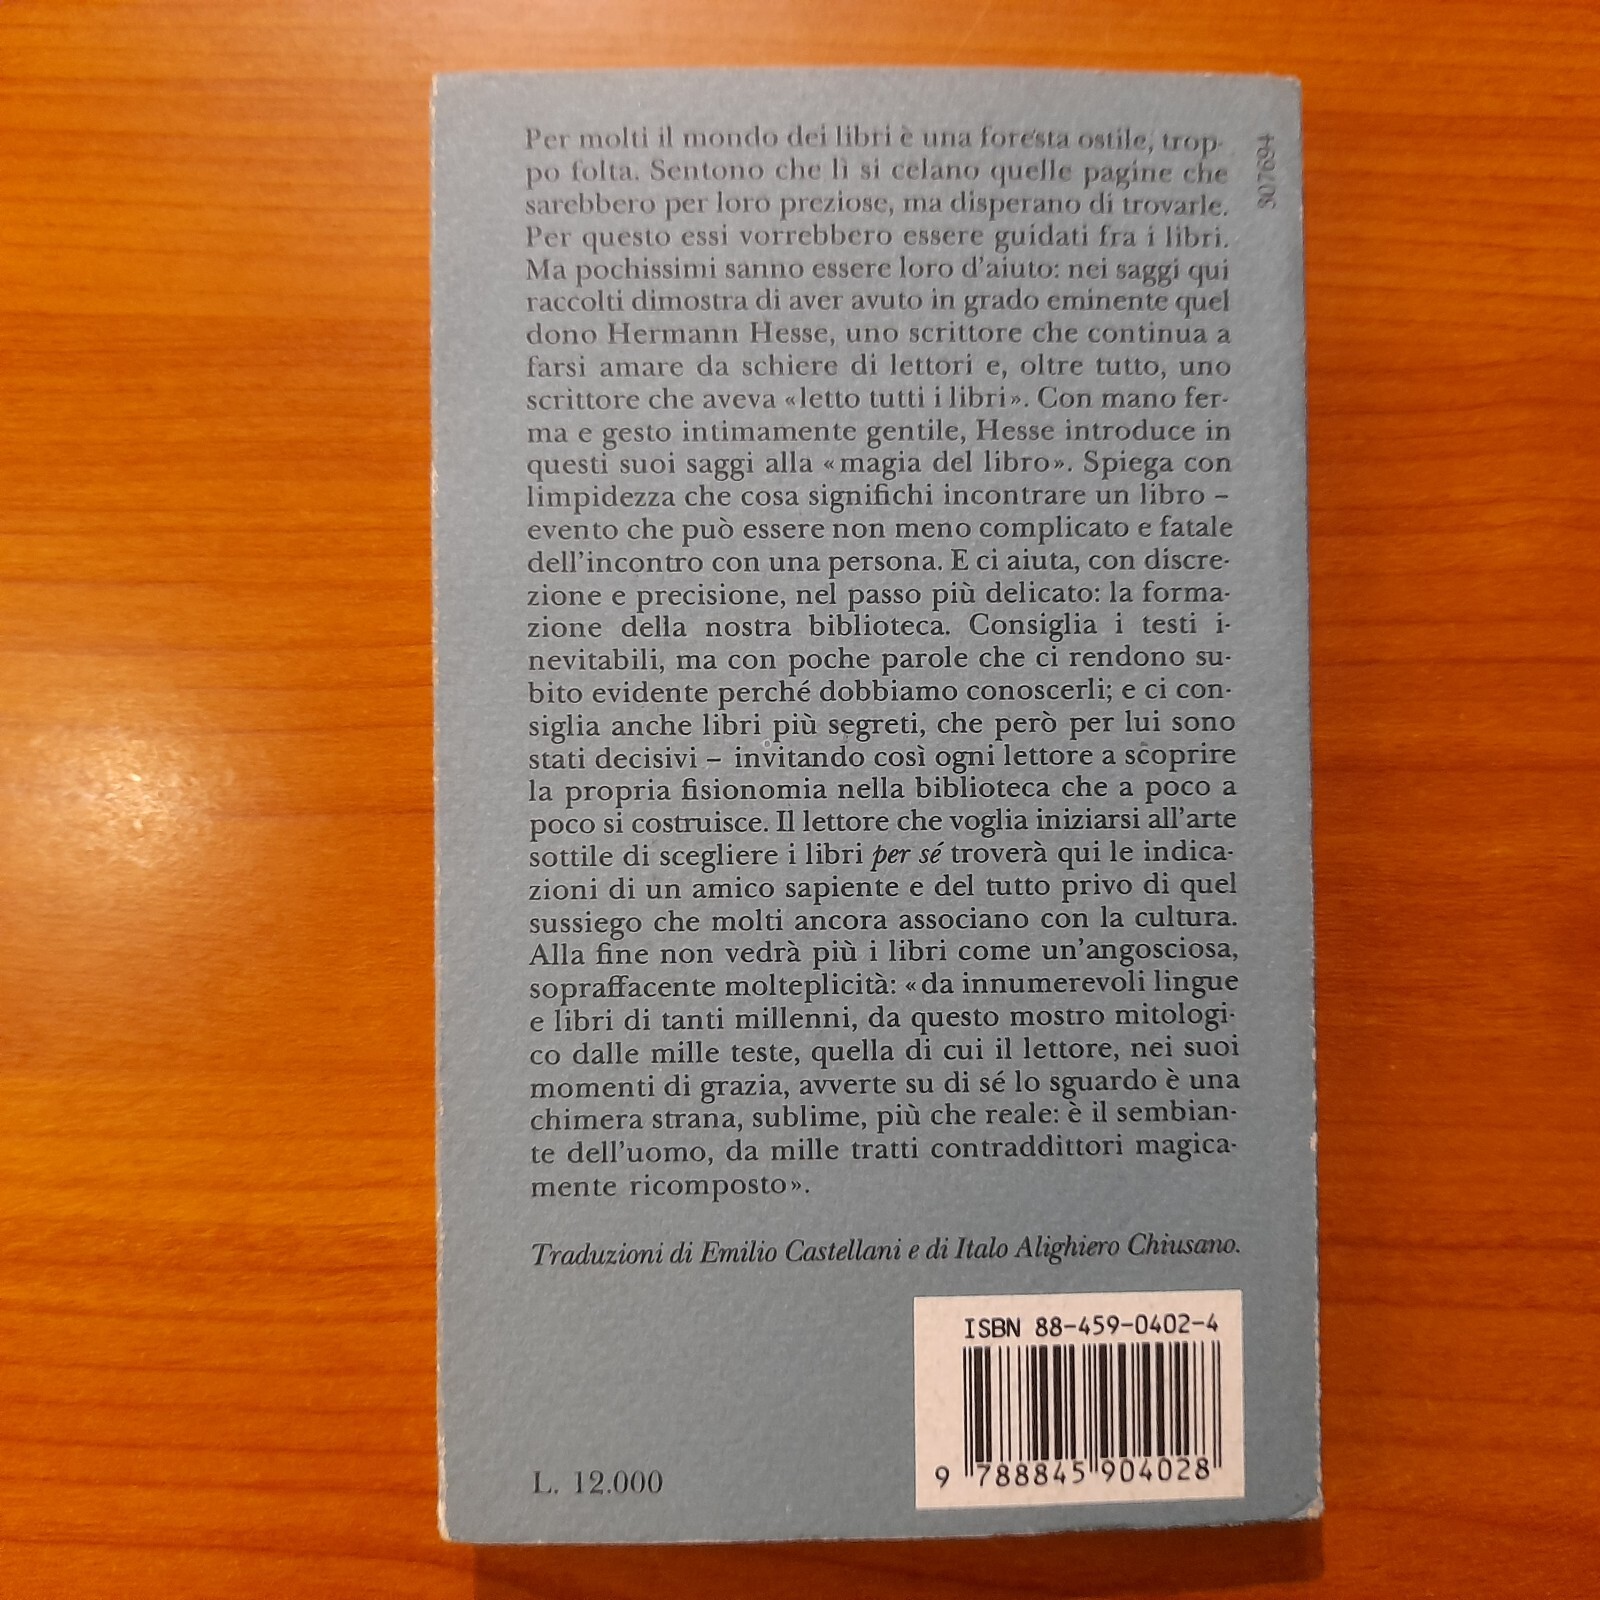 Per molti il mondo dei libri è una foresta ostile, trop-
po folta. Sentono che lì si celano quelle pagine che
sarebbero per loro preziose, ma disperano di trovarle.
Per questo essi vorrebbero essere guidati fra i libri.
Ma pochissimi sanno essere loro d'aiuto: nei saggi qui
raccolti dimostra di aver avuto in grado eminente quel
dono Hermann Hesse, uno scrittore che continua a
farsi amare da schiere di lettori e, oltre tutto, uno
scrittore che aveva «letto tutti i libri». Con mano fer-
ma e gesto intimamente gentile, Hesse introduce in
questi suoi saggi alla «magia del libro». Spiega con
limpidezza che cosa significhi incontrare un libro –
evento che può essere non meno complicato e fatale
dell'incontro con una persona. E ci aiuta, con discre-
zione e precisione, nel passo più delicato: la forma-
zione della nostra biblioteca. Consiglia i testi i-
nevitabili, ma con poche parole che ci rendono su-
bito evidente perché dobbiamo conoscerli; e ci con-
siglia anche libri più segreti, che però per lui sono
stati decisivi – invitando così ogni lettore a scoprire
la propria fisionomia nella biblioteca che a poco a
poco si costruisce. Il lettore che voglia iniziarsi all'arte
sottile di scegliere i libri per sé troverà qui le indica-
zioni di un amico sapiente e del tutto privo di quel
sussiego che molti ancora associano con la cultura.
Alla fine non vedrà più i libri come un'angosciosa,
sopraffacente molteplicità: «da innumerevoli lingue
e libri di tanti millenni, da questo mostro mitologi-
co dalle mille teste, quella di cui il lettore, nei suoi
momenti di grazia, avverte su di sé lo sguardo è una
chimera strana, sublime, più che reale: è il sembian-
te dell'uomo, da mille tratti contraddittori magica-
mente ricomposto».
Traduzioni di Emilio Castellani e di Italo Alighiero Chiusano.
ISBN 88-459-0402-4
9 788845 904028
L. 12.000
907694